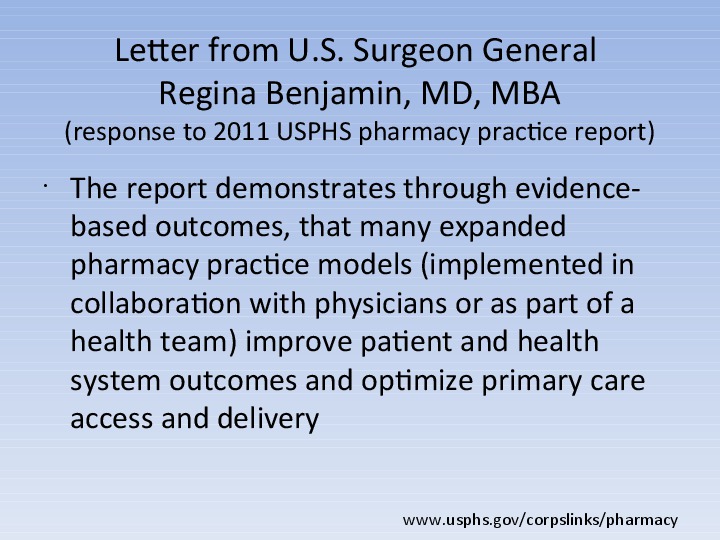 Letter from U.S. Surgeon General
Regina Benjamin, MD, MBA
(response to 2011 USPHS pharmacy practice report)
• The report demonstrates through evidence-
based outcomes, that many expanded
pharmacy practice models (implemented in
collaboration with physicians or as part of a
health team) improve patient and health
system outcomes and optimize primary care
access and delivery
www.usphs.gov/corpslinks/pharmacy